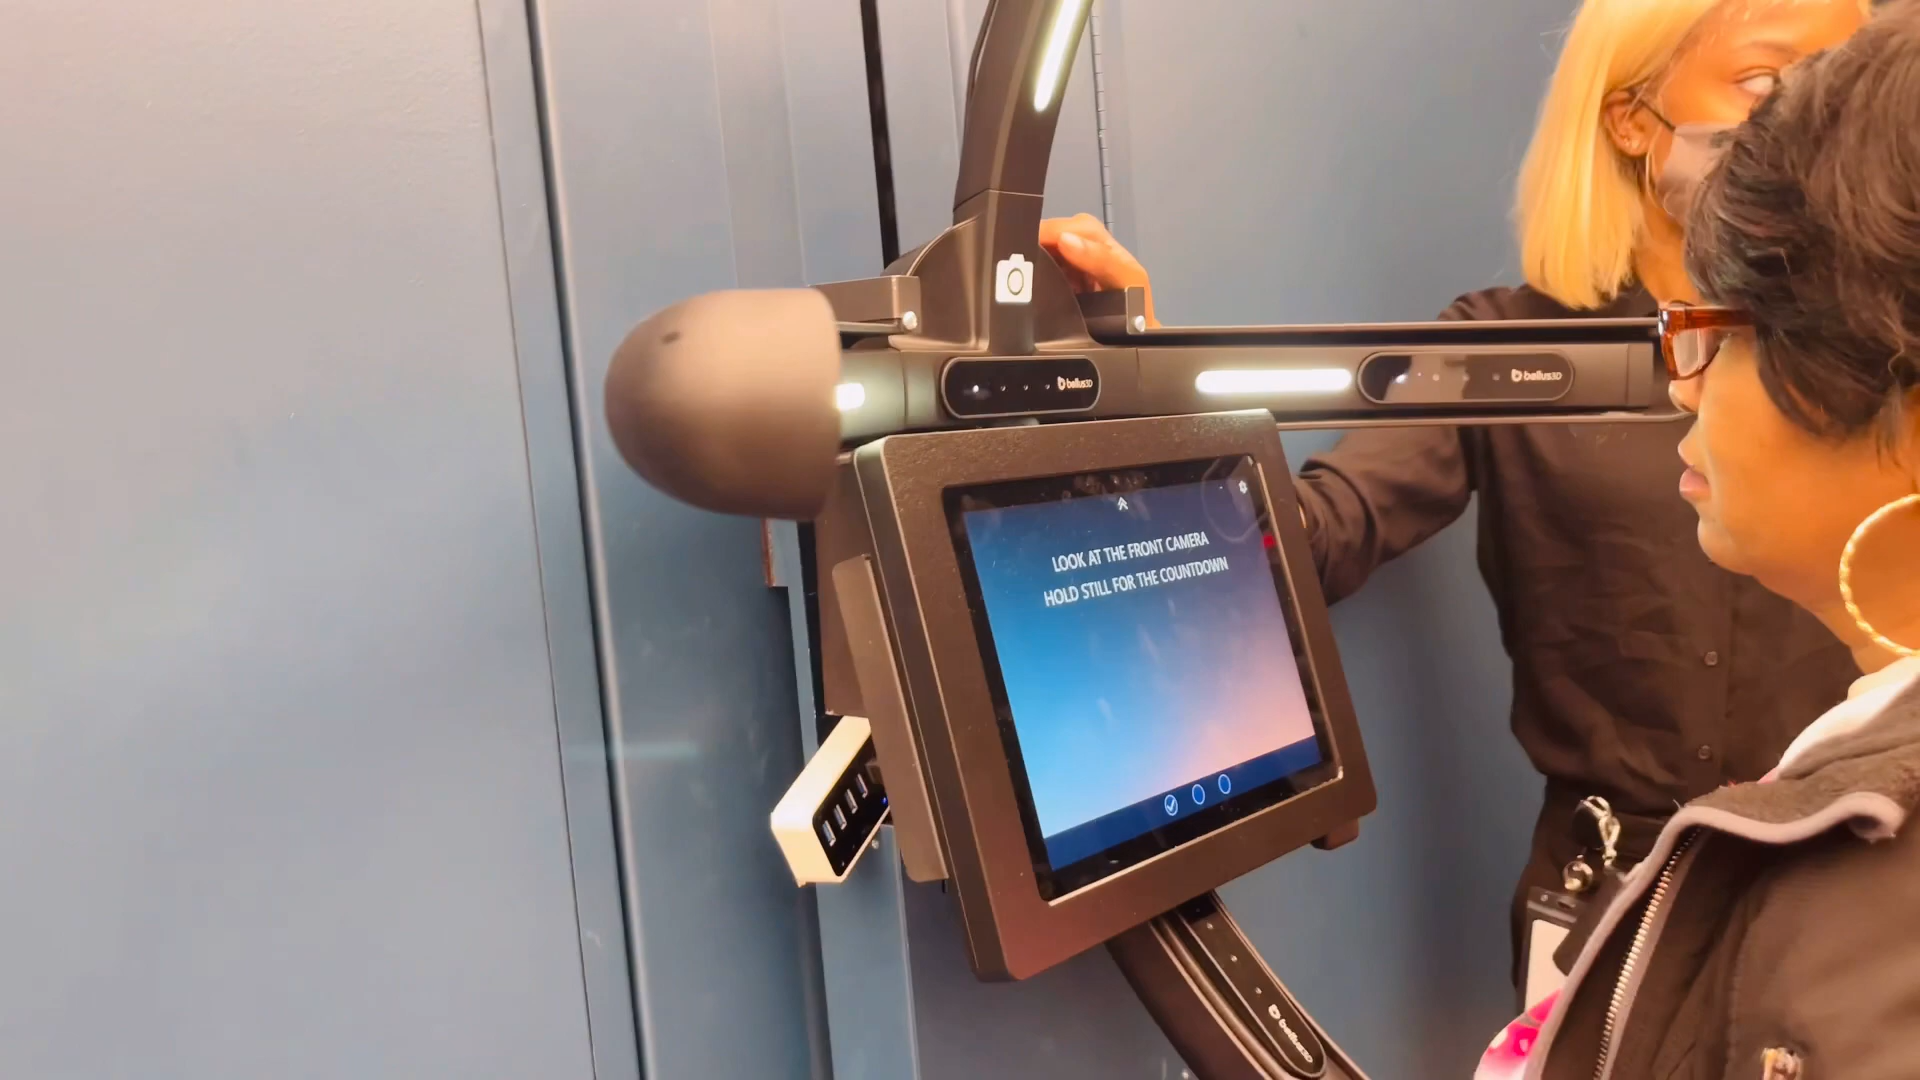 bellus3D
bellus3D
LOOK AT THE FRONT CAMERA
HOLD STILL FOR THE COUNTDOWN
bellus3D